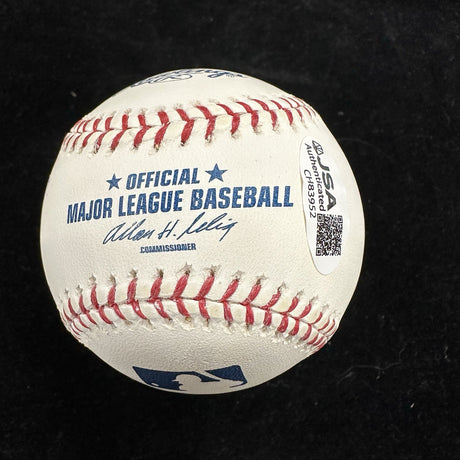 ★ OFFICIAL ★
MAJOR LEAGUE BASEBALL
Allan H. Selig
COMMISSIONER
JSA
Authenticated
CH83952